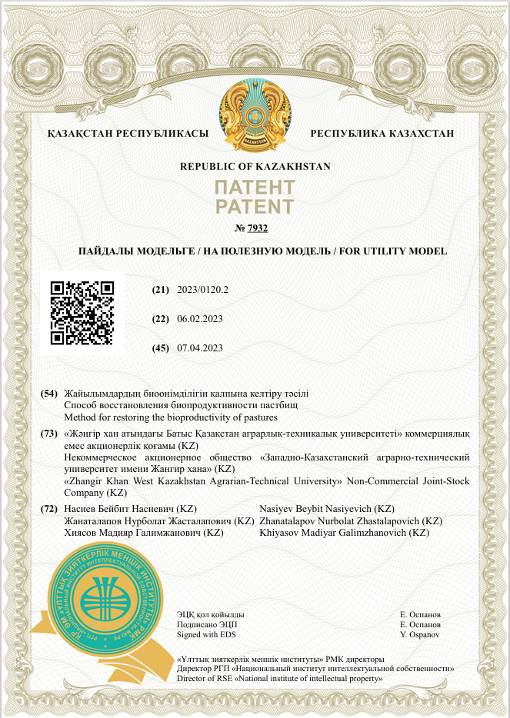 ҚАЗАҚСТАН РЕСПУБЛИКАСЫ
РЕСПУБЛИКА КАЗАХСТАН
REPUBLIC OF KAZAKHSTAN
ПАТЕНТ
PATENT
№ 7932
ПАЙДАЛЫ МОДЕЛЬГЕ / НА ПОЛЕЗНУЮ МОДЕЛЬ / FOR UTILITY MODEL
(21) 2023/0120.2
(22) 06.02.2023
(45) 07.04.2023
(54) Жайылымдардың биоөнімділігін қалпына келтіру тәсілі
Способ восстановления биопродуктивности пастбищ
Method for restoring the bioproductivity of pastures
(73) «Жәңгір хан атындағы Батыс Қазақстан аграрлық-техникалық университеті» коммерциялық
емес акционерлік қоғамы (KZ)
Некоммерческое акционерное общество «Западно-Казахстанский аграрно-технический
университет имени Жангир хана» (KZ)
«Zhangir Khan West Kazakhstan Agrarian-Technical University» Non-Commercial Joint-Stock
Company (KZ)
(72) Насиев Бейбит Насиевич (KZ) Nasiyev Beybit Nasiyevich (KZ)
Жанаталапов Нурболат Жасталапович (KZ) Zhanatalapov Nurbolat Zhastalapovich (KZ)
Хиясов Мадияр Галимжанович (KZ) Khiyasov Madiyar Galimzhanovich (KZ)
ЭЦҚ қол қойылды Е. Оспанов
Подписано ЭЦП Е. Оспанов
Signed with EDS Y. Ospanov
«Ұлттық зияткерлік меншік институты» РМК директоры
Директор РГП «Национальный институт интеллектуальной собственности»
Director of RSE «National institute of intellectual property»